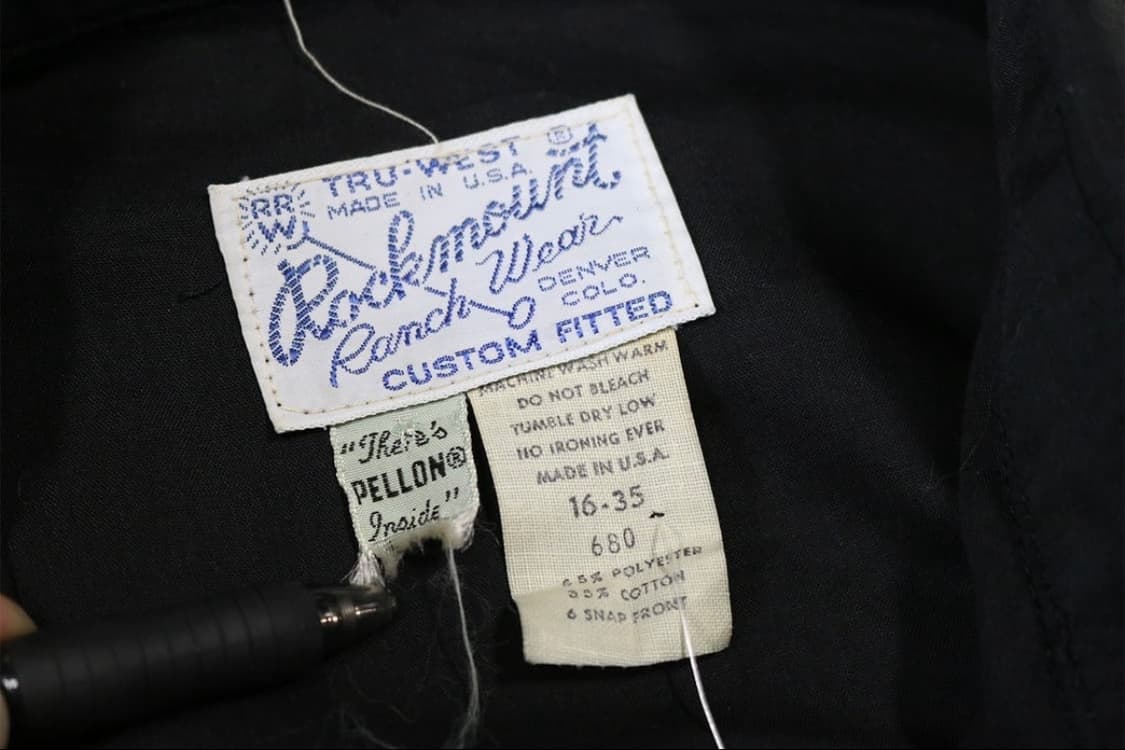 TRU-WEST ®
MADE IN U.S.A.
RR
W
Rockmount
Ranch Wear
DENVER
COLO.
CUSTOM FITTED
"There's
PELLON®
Inside"
MACHINE WASH WARM
DO NOT BLEACH
TUMBLE DRY LOW
NO IRONING EVER
MADE IN U.S.A.
16-35
680
65% POLYESTER
35% COTTON
6 SNAP FRONT